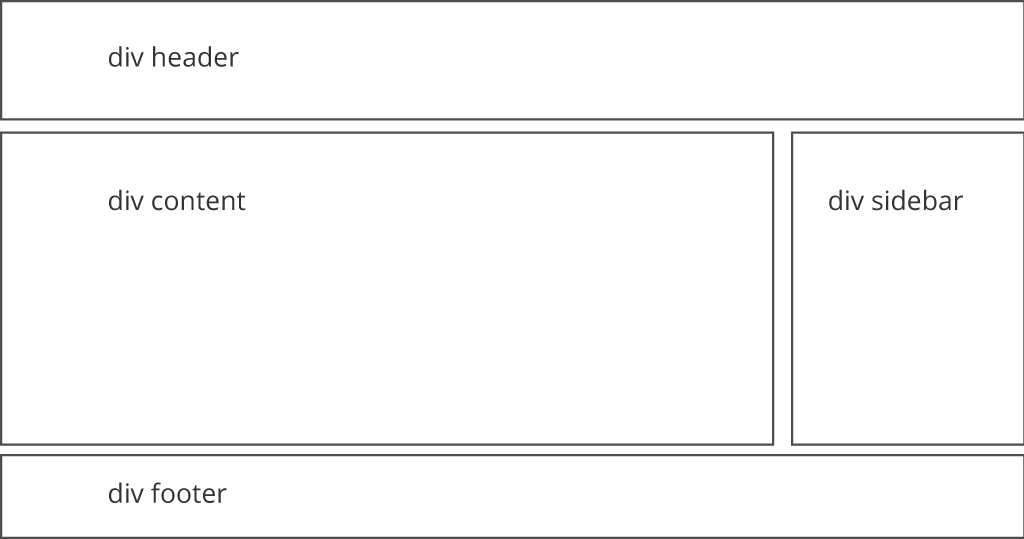 div header
div content
div sidebar
div footer